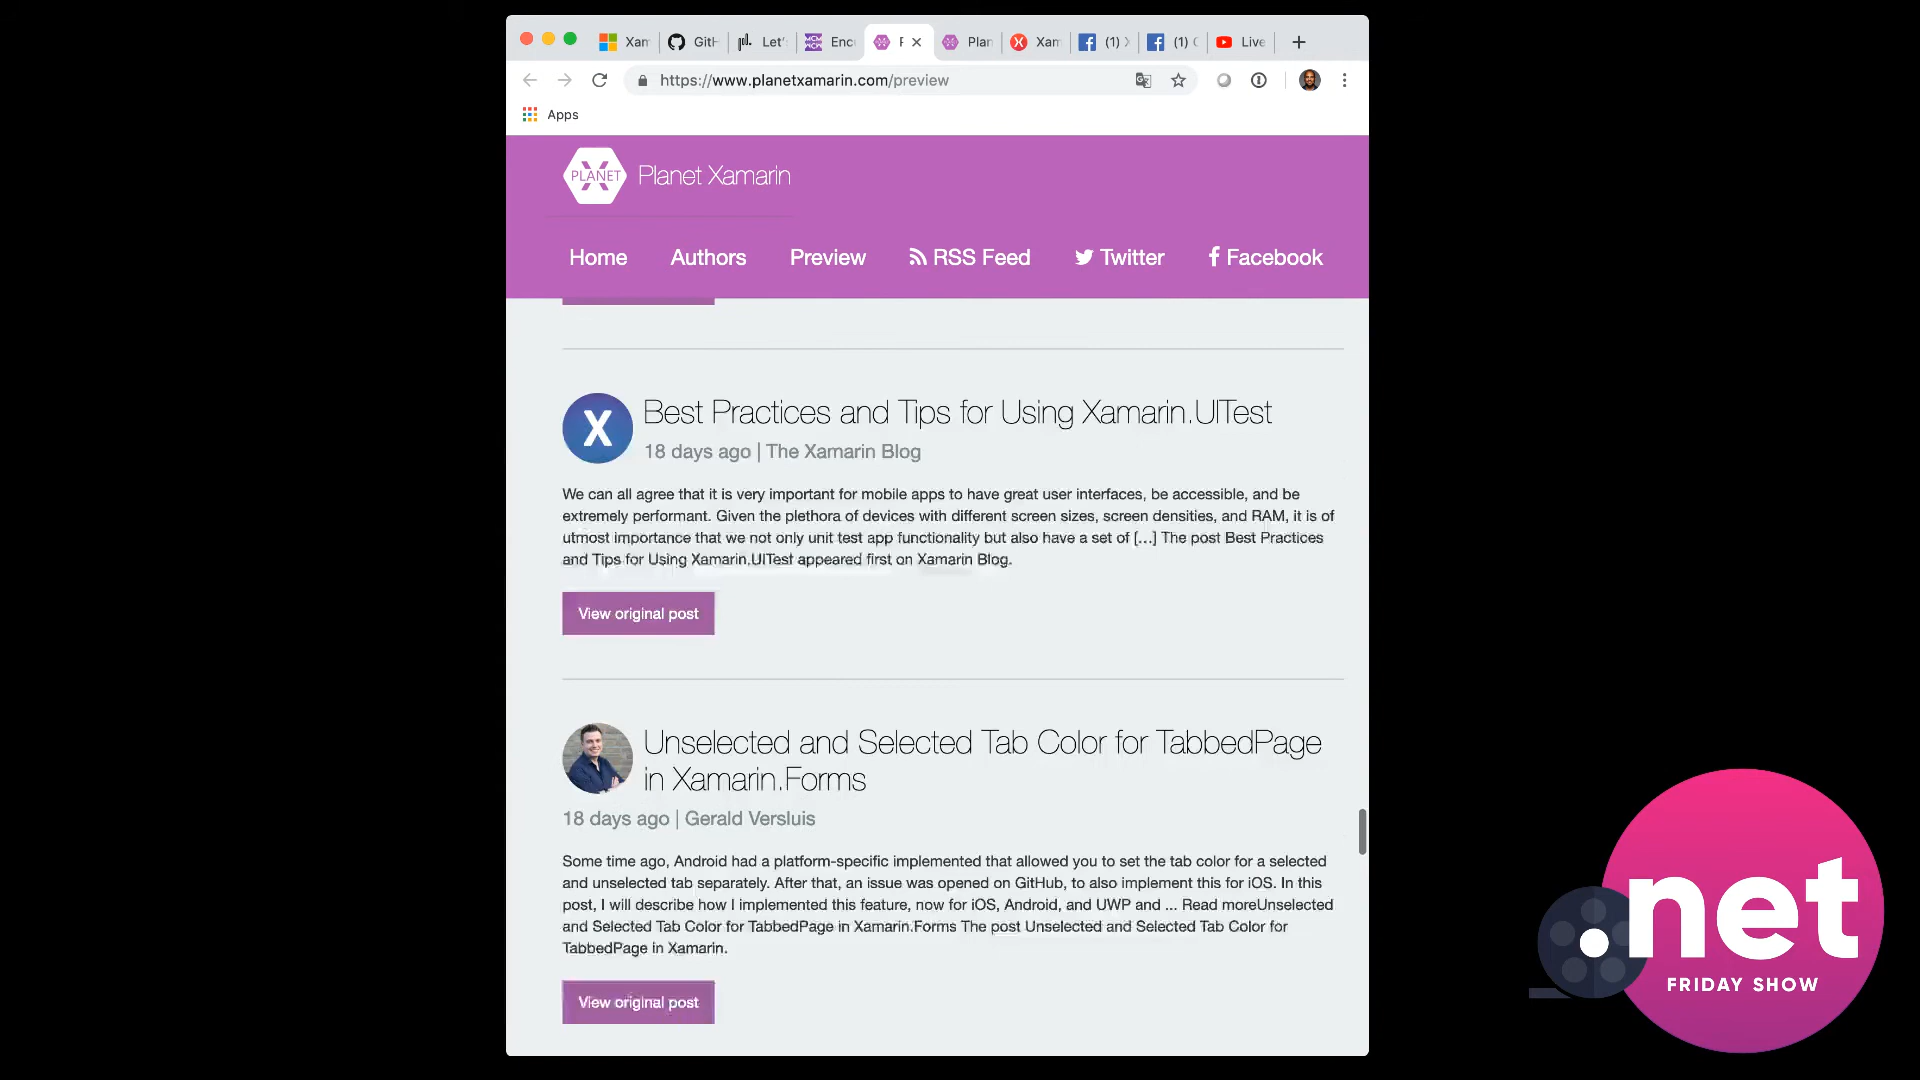 Xam
GitH
Let'
Enc
Plan
Xam
(1)
(1)
Live
https://www.planetxamarin.com/preview
Apps
PLANET
X
Planet Xamarin
Home
Authors
Preview
RSS Feed
Twitter
Facebook
X
Best Practices and Tips for Using Xamarin.UITest
18 days ago | The Xamarin Blog
We can all agree that it is very important for mobile apps to have great user interfaces, be accessible, and be
extremely performant. Given the plethora of devices with different screen sizes, screen densities, and RAM, it is of
utmost importance that we not only unit test app functionality but also have a set of [...] The post Best Practices
and Tips for Using Xamarin.UITest appeared first on Xamarin Blog.
View original post
Unselected and Selected Tab Color for TabbedPage
in Xamarin.Forms
18 days ago | Gerald Versluis
Some time ago, Android had a platform-specific implemented that allowed you to set the tab color for a selected
and unselected tab separately. After that, an issue was opened on GitHub, to also implement this for iOS. In this
post, I will describe how I implemented this feature, now for iOS, Android, and UWP and ... Read moreUnselected
and Selected Tab Color for TabbedPage in Xamarin.Forms The post Unselected and Selected Tab Color for
TabbedPage in Xamarin.
View original post
.net
FRIDAY SHOW